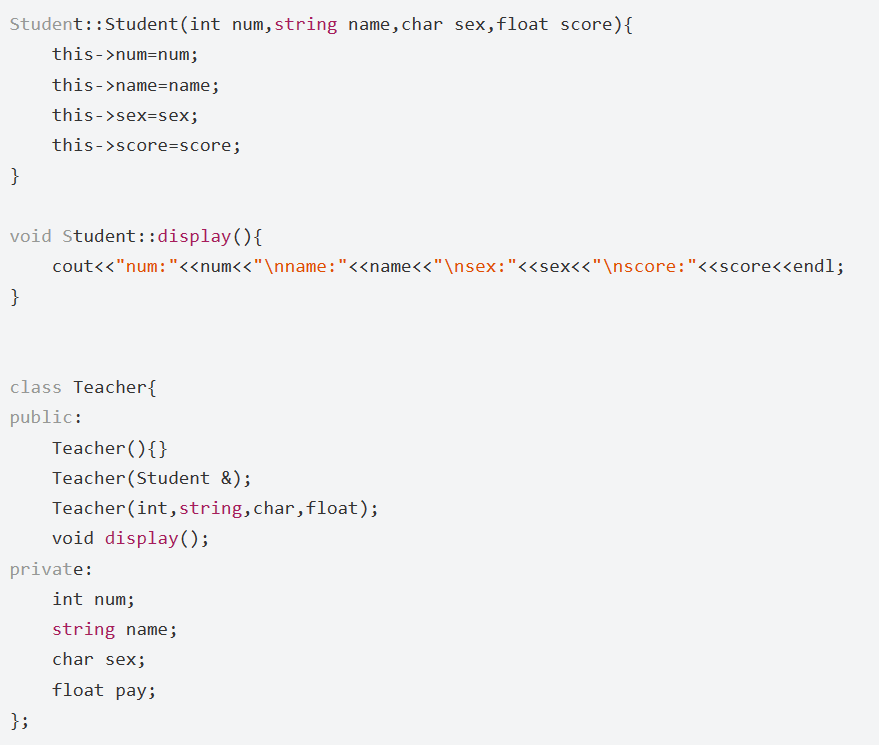 Student::Student(int num,string name,char sex,float score){
    this->num=num;
    this->name=name;
    this->sex=sex;
    this->score=score;
}
void Student::display(){
    cout<<"num:"<<num<<"\nname:"<<name<<"\nsex:"<<sex<<"\nscore:"<<score<<endl;
}
class Teacher{
public:
    Teacher(){}
    Teacher(Student &);
    Teacher(int,string,char,float);
    void display();
private:
    int num;
    string name;
    char sex;
    float pay;
};